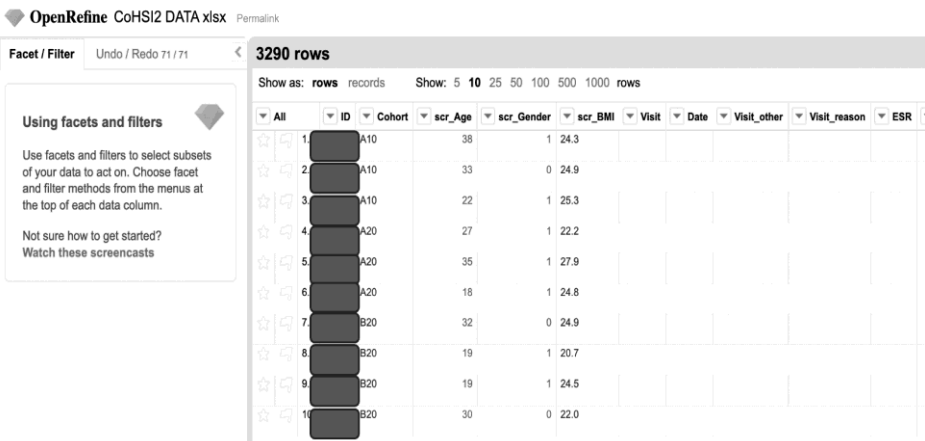 OpenRefine CoHSI2 DATA xlsx Permalink
Facet / Filter Undo / Redo 71 / 71
3290 rows
Show as: rows records Show: 5 10 25 50 100 500 1000 rows
All ID Cohort scr_Age scr_Gender scr_BMI Visit Date Visit_other Visit_reason ESR
1. A10 38 1 24.3
2. A10 33 0 24.9
3. A10 22 1 25.3
4. A20 27 1 22.2
5. A20 35 1 27.9
6. A20 18 1 24.8
7. B20 32 0 24.9
8. B20 19 1 20.7
9. B20 19 1 24.5
10 B20 30 0 22.0
Using facets and filters
Use facets and filters to select subsets
of your data to act on. Choose facet
and filter methods from the menus at
the top of each data column.
Not sure how to get started?
Watch these screencasts